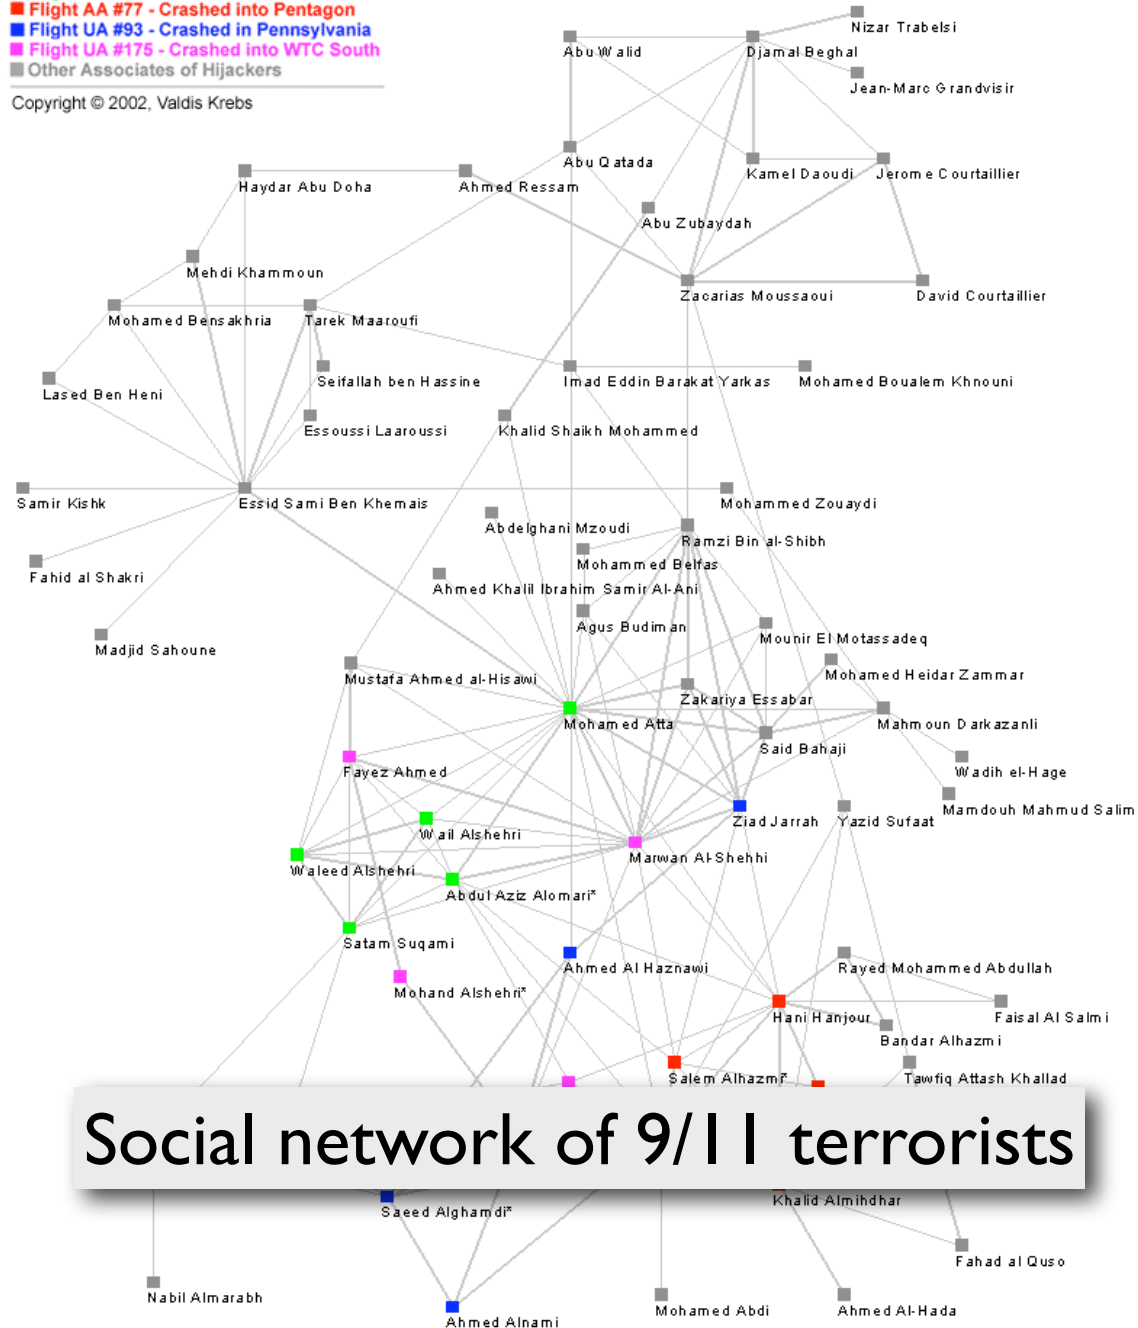 Flight AA #77 - Crashed into Pentagon
Flight UA #93 - Crashed in Pennsylvania
Flight UA #175 - Crashed into WTC South
Other Associates of Hijackers
Copyright © 2002, Valdis Krebs
Nizar Trabelsi
Abu Walid
Djamal Beghal
Jean-Marc Grandvisir
Abu Qatada
Kamel Daoudi
Jerome Courtaillier
Haydar Abu Doha
Ahmed Ressam
Abu Zubaydah
Mehdi Khammoun
Zacarias Moussaoui
David Courtaillier
Mohamed Bensakhria
Tarek Maaroufi
Seifallah ben Hassine
Imad Eddin Barakat Yarkas
Mohamed Boualem Khnouni
Lased Ben Heni
Essoussi Laaroussi
Khalid Shaikh Mohammed
Samir Kishk
Essid Sami Ben Khemais
Mohammed Zouaydi
Abdelghani Mzoudi
Ramzi Bin al-Shibh
Mohammed Belfas
Fahid al Shakri
Ahmed Khalil Ibrahim Samir Al-Ani
Agus Budiman
Mounir El Motassadeq
Madjid Sahoune
Mohamed Heidar Zammar
Mustafa Ahmed al-Hisawi
Zakariya Essabar
Mohamed Atta
Mahmoun Darkazanli
Said Bahaji
Fayez Ahmed
Wadih el-Hage
Mamdouh Mahmud Salim
Wail Alshehri
Ziad Jarrah
Yazid Sufaat
Marwan Al-Shehhi
Waleed Alshehri
Abdul Aziz Alomari*
Satam Suqami
Ahmed Al Haznawi
Rayed Mohammed Abdullah
Mohand Alshehri*
Hani Hanjour
Faisal Al Salmi
Bandar Alhazmi
Salem Alhazmi*
Tawfiq Attash Khallad
Social network of 9/11 terrorists
Khalid Almihdhar
Saeed Alghamdi*
Fahad al Quso
Nabil Almarabh
Mohamed Abdi
Ahmed Al-Hada
Ahmed Alnami